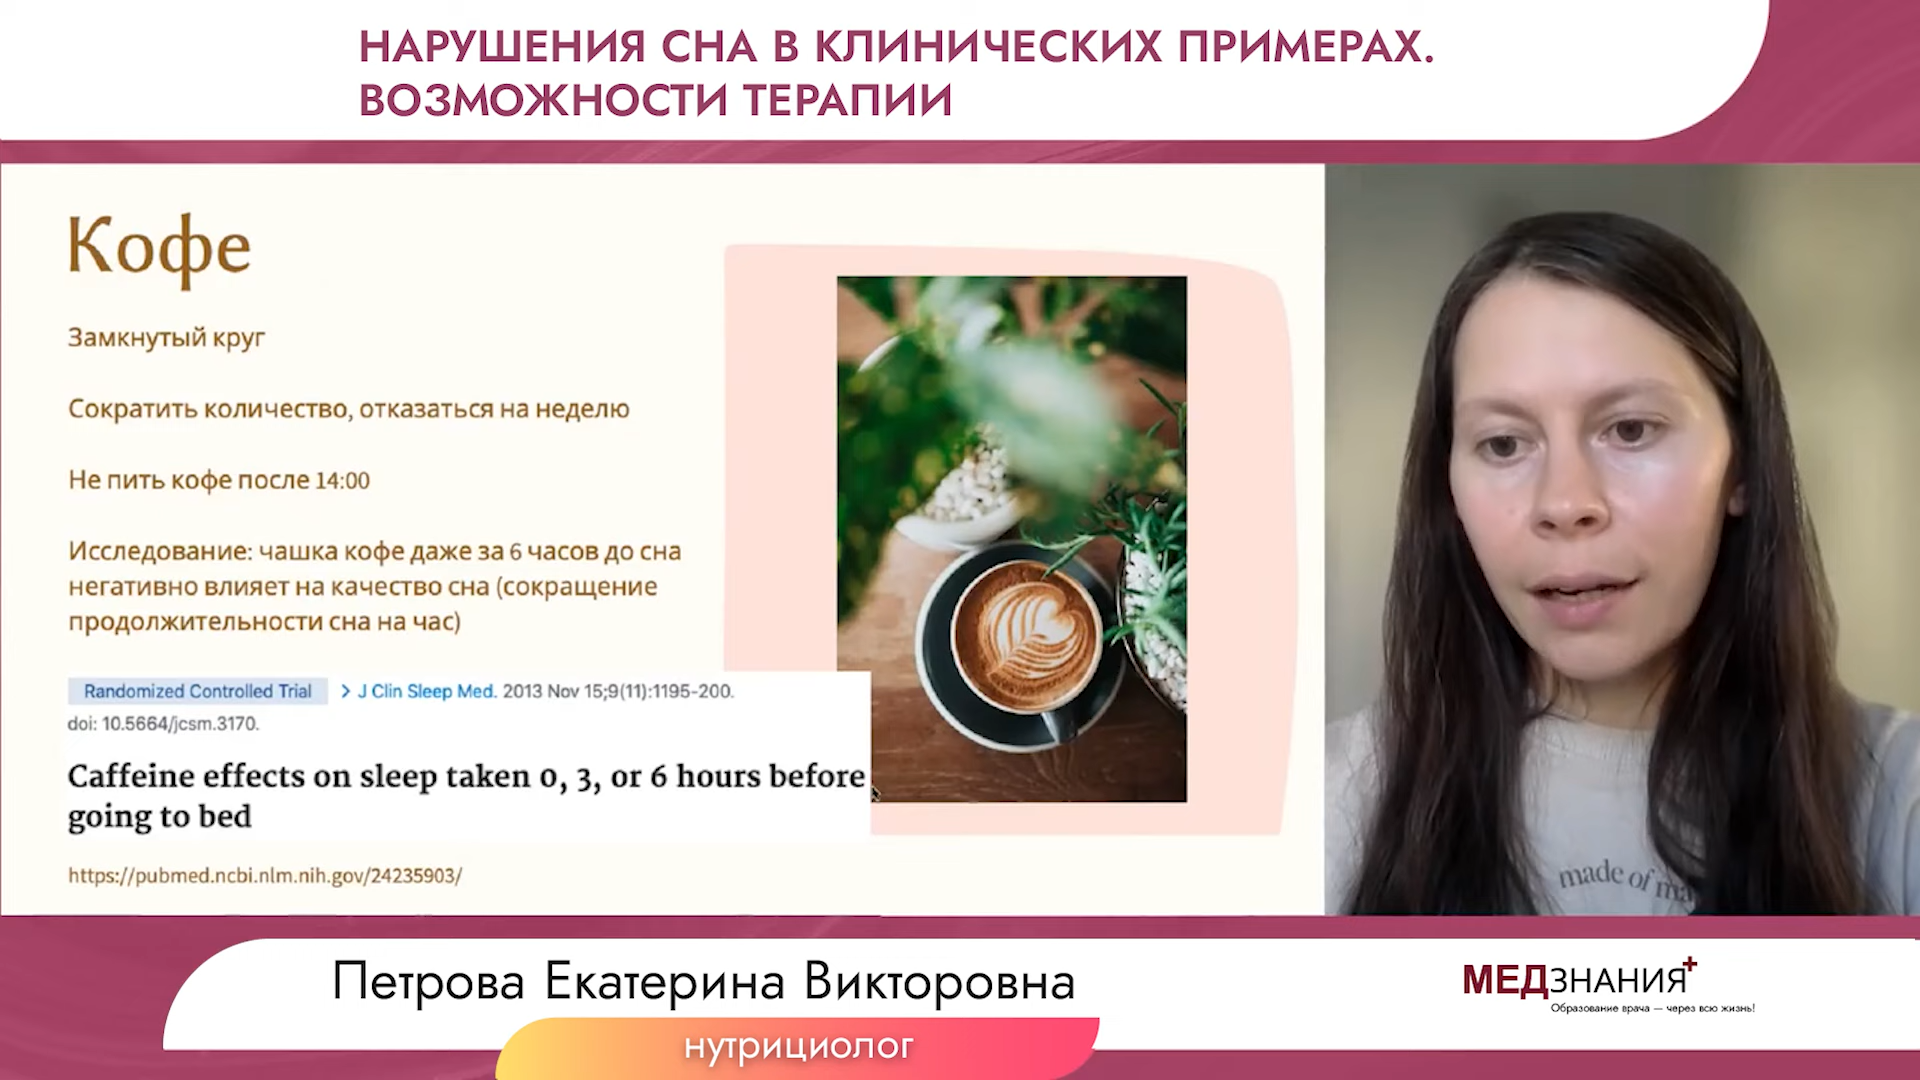 НАРУШЕНИЯ СНА В КЛИНИЧЕСКИХ ПРИМЕРАХ.
ВОЗМОЖНОСТИ ТЕРАПИИ
Кофе
Замкнутый круг
Сократить количество, отказаться на неделю
Не пить кофе после 14:00
Исследование: чашка кофе даже за 6 часов до сна
негативно влияет на качество сна (сокращение
продолжительности сна на час)
Randomized Controlled Trial > J Clin Sleep Med. 2013 Nov 15;9(11):1195-200.
doi: 10.5664/jcsm.3170.
Caffeine effects on sleep taken 0, 3, or 6 hours before
going to bed
https://pubmed.ncbi.nlm.nih.gov/24235903/
made of
Петрова Екатерина Викторовна
нутрициолог
МЕДЗНАНИЯ+
Образование врача — через всю жизнь!